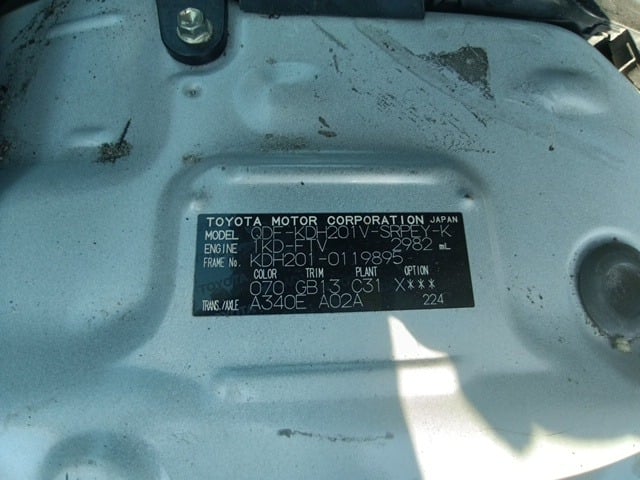 TOYOTA MOTOR CORPORATION JAPAN
MODEL QDF-KDH201V-SRPEY-K
ENGINE 1KD-FTV 2982 mL
FRAME No. KDH201-0119895
COLOR TRIM PLANT OPTION
070 GB13 C31 X***
TRANS./AXLE A340E A02A 224